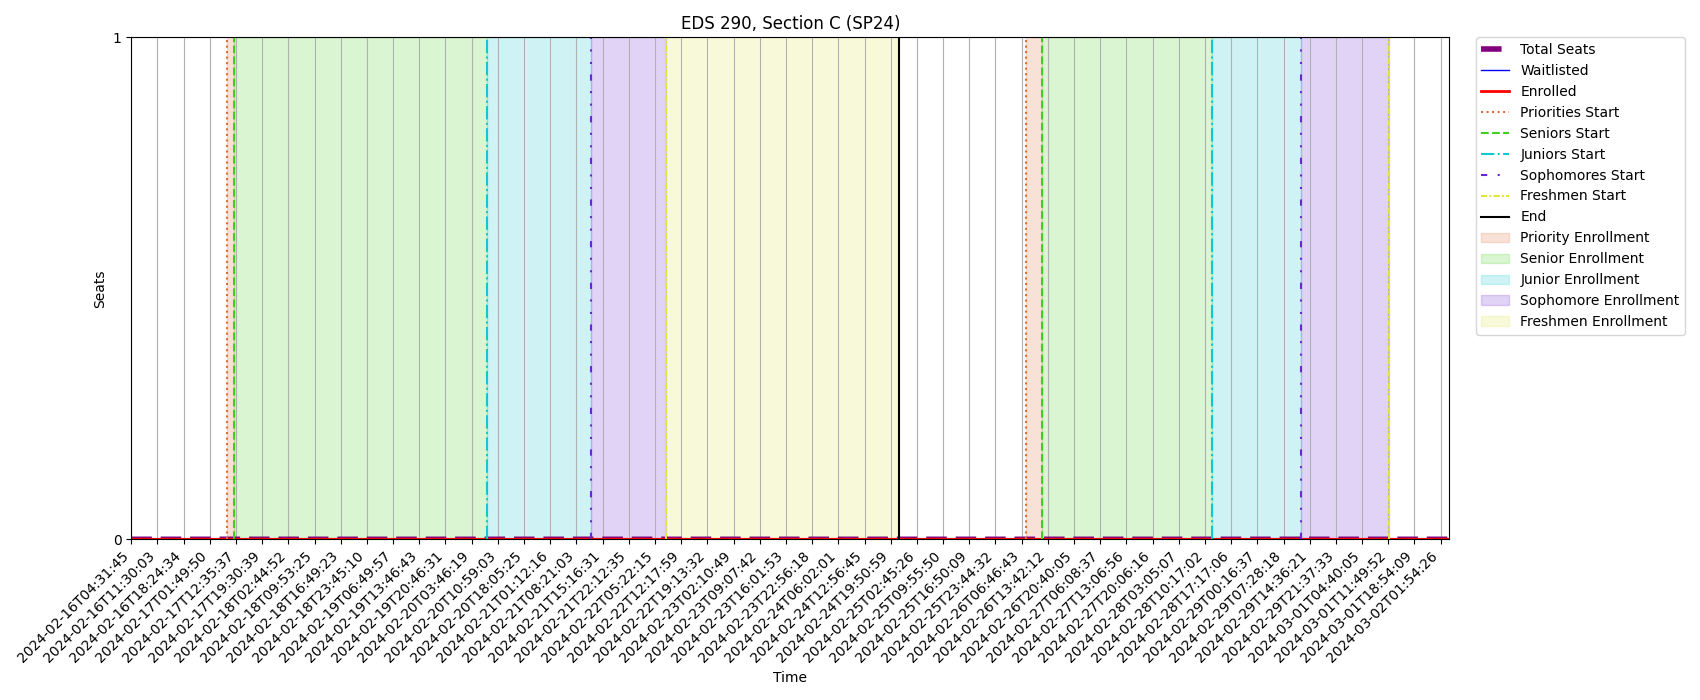 EDS 290, Section C (SP24)
1
0
Seats
2024-02-16T04:31:45
2024-02-16T11:30:03
2024-02-16T18:24:34
2024-02-17T01:49:50
2024-02-17T12:35:37
2024-02-17T19:30:39
2024-02-18T02:44:52
2024-02-18T09:53:25
2024-02-18T16:49:23
2024-02-18T23:45:10
2024-02-19T06:49:57
2024-02-19T13:46:43
2024-02-19T20:46:31
2024-02-20T03:46:19
2024-02-20T10:59:03
2024-02-20T18:05:25
2024-02-21T01:12:16
2024-02-21T08:21:03
2024-02-21T15:16:31
2024-02-21T22:12:35
2024-02-22T05:22:15
2024-02-22T12:17:59
2024-02-22T19:13:32
2024-02-23T02:10:49
2024-02-23T09:07:42
2024-02-23T16:01:53
2024-02-23T22:56:18
2024-02-24T06:02:01
2024-02-24T12:56:45
2024-02-24T19:50:59
2024-02-25T02:45:26
2024-02-25T09:55:50
2024-02-25T16:50:09
2024-02-25T23:44:32
2024-02-26T06:46:43
2024-02-26T13:42:12
2024-02-26T20:40:05
2024-02-27T06:08:37
2024-02-27T13:06:56
2024-02-27T20:06:16
2024-02-28T03:05:07
2024-02-28T10:17:02
2024-02-28T17:17:06
2024-02-29T00:16:37
2024-02-29T07:28:18
2024-02-29T14:36:21
2024-02-29T21:37:33
2024-03-01T04:40:05
2024-03-01T11:49:52
2024-03-01T18:54:09
2024-03-02T01:54:26
Time
Total Seats
Waitlisted
Enrolled
Priorities Start
Seniors Start
Juniors Start
Sophomores Start
Freshmen Start
End
Priority Enrollment
Senior Enrollment
Junior Enrollment
Sophomore Enrollment
Freshmen Enrollment